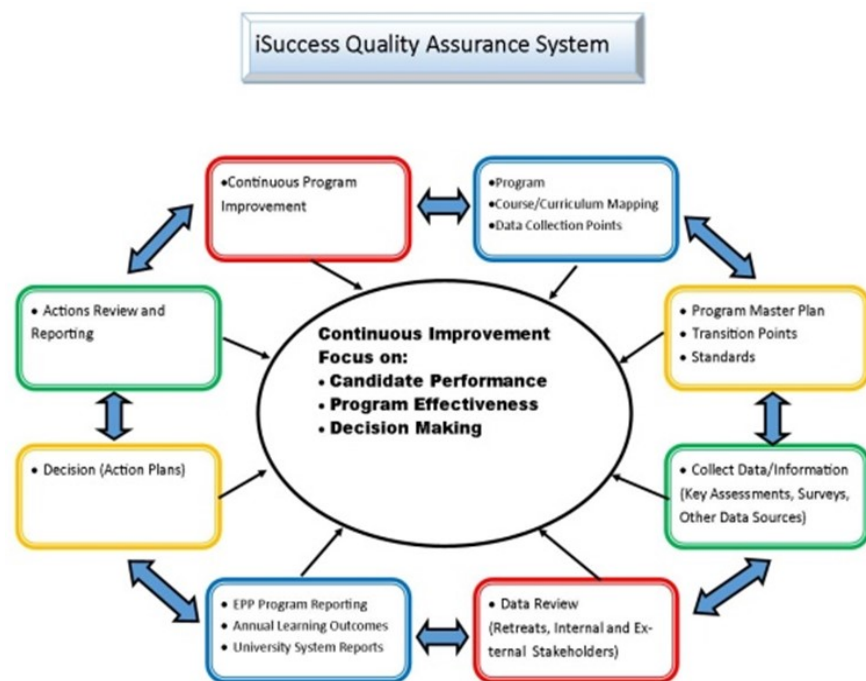 iSuccess Quality Assurance System
•Continuous Program
Improvement
•Program
•Course/Curriculum Mapping
•Data Collection Points
• Program Master Plan
• Transition Points
• Standards
• Collect Data/Information
(Key Assessments, Surveys,
Other Data Sources)
• Data Review
(Retreats, Internal and Ex-
ternal Stakeholders)
• EPP Program Reporting
• Annual Learning Outcomes
• University System Reports
• Decision (Action Plans)
• Actions Review and
Reporting
Continuous Improvement
Focus on:
• Candidate Performance
• Program Effectiveness
• Decision Making